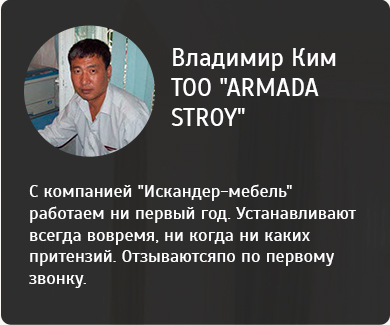 Владимир Ким
ТОО "ARMADA
STROY"
С компанией "Искандер-мебель"
работаем ни первый год. Устанавливают
всегда вовремя, ни когда ни каких
притензий. Отзываютсяпо по первому
звонку.